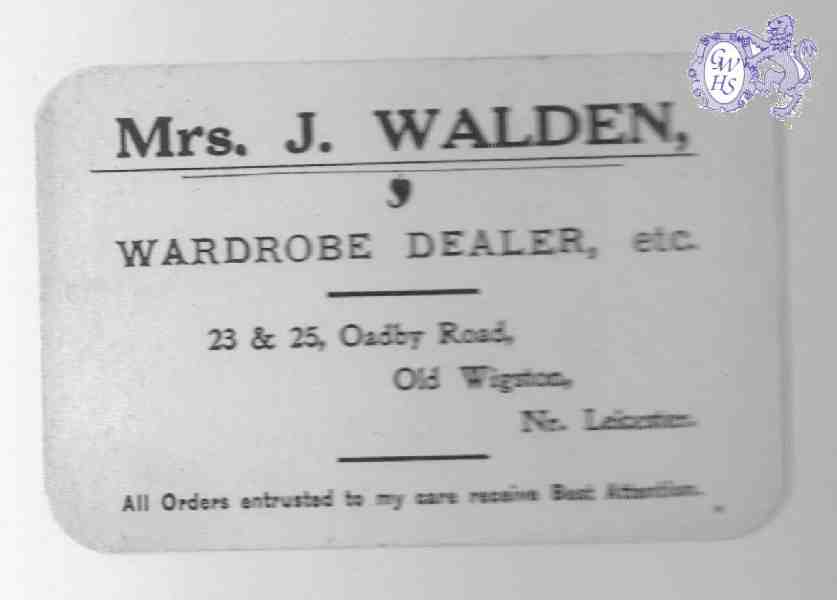 GWHS
Mrs. J. WALDEN,
,
WARDROBE DEALER, etc.
23 & 25, Oadby Road,
Old Wigston,
Nr. Leicester.
All Orders entrusted to my care receive Best Attention.